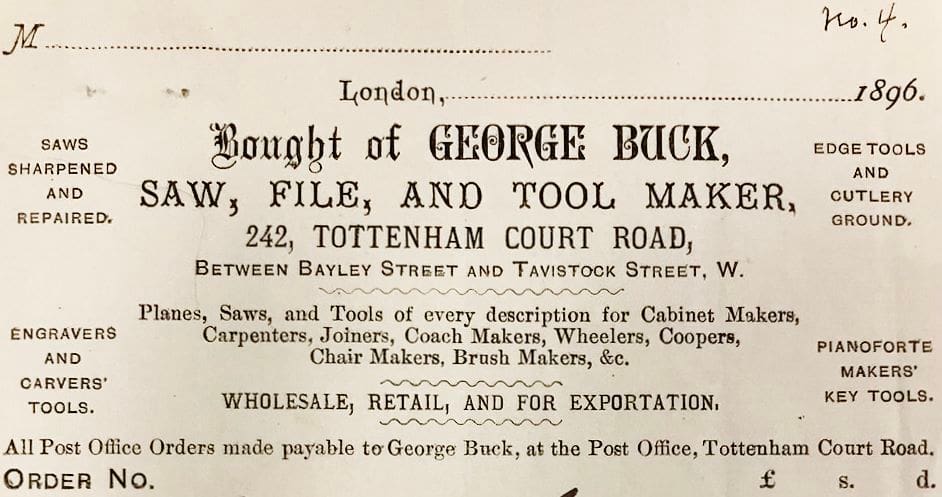 No. 4.
M
London, 1896.
Bought of GEORGE BUCK,
SAW, FILE, AND TOOL MAKER,
242, TOTTENHAM COURT ROAD,
BETWEEN BAYLEY STREET AND TAVISTOCK STREET, W.
SAWS
SHARPENED
AND
REPAIRED.
EDGE TOOLS
AND
CUTLERY
GROUND.
Planes, Saws, and Tools of every description for Cabinet Makers,
Carpenters, Joiners, Coach Makers, Wheelers, Coopers,
Chair Makers, Brush Makers, &c.
ENGRAVERS
AND
CARVERS'
TOOLS.
PIANOFORTE
MAKERS'
KEY TOOLS.
WHOLESALE, RETAIL, AND FOR EXPORTATION.
All Post Office Orders made payable to George Buck, at the Post Office, Tottenham Court Road.
ORDER NO. £ s. d.